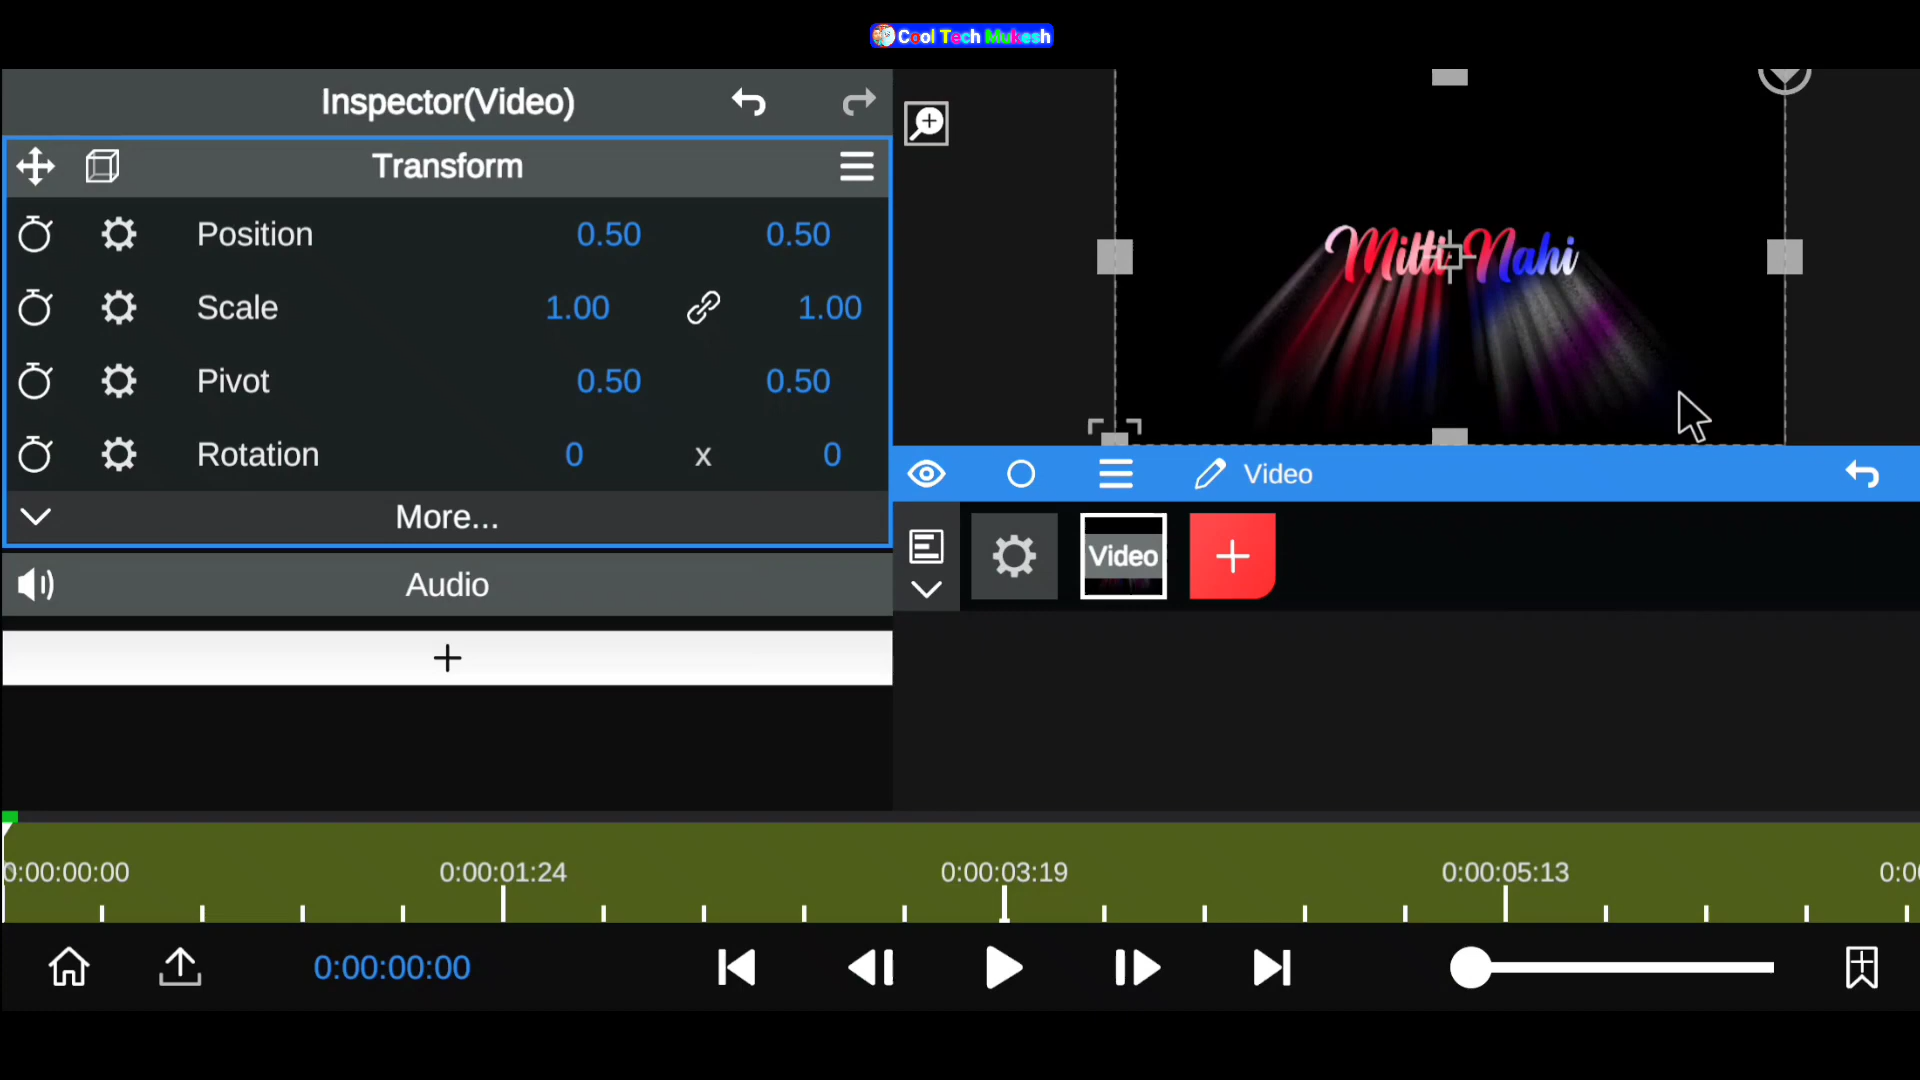 Cool Tech Mukesh
Inspector(Video)
Transform
Position 0.50 0.50
Scale 1.00 1.00
Pivot 0.50 0.50
Rotation 0 x 0
More...
Audio
Mitti Nahi
Video
Video
0:00:00:00 0:00:01:24 0:00:03:19 0:00:05:13
0:00:00:00